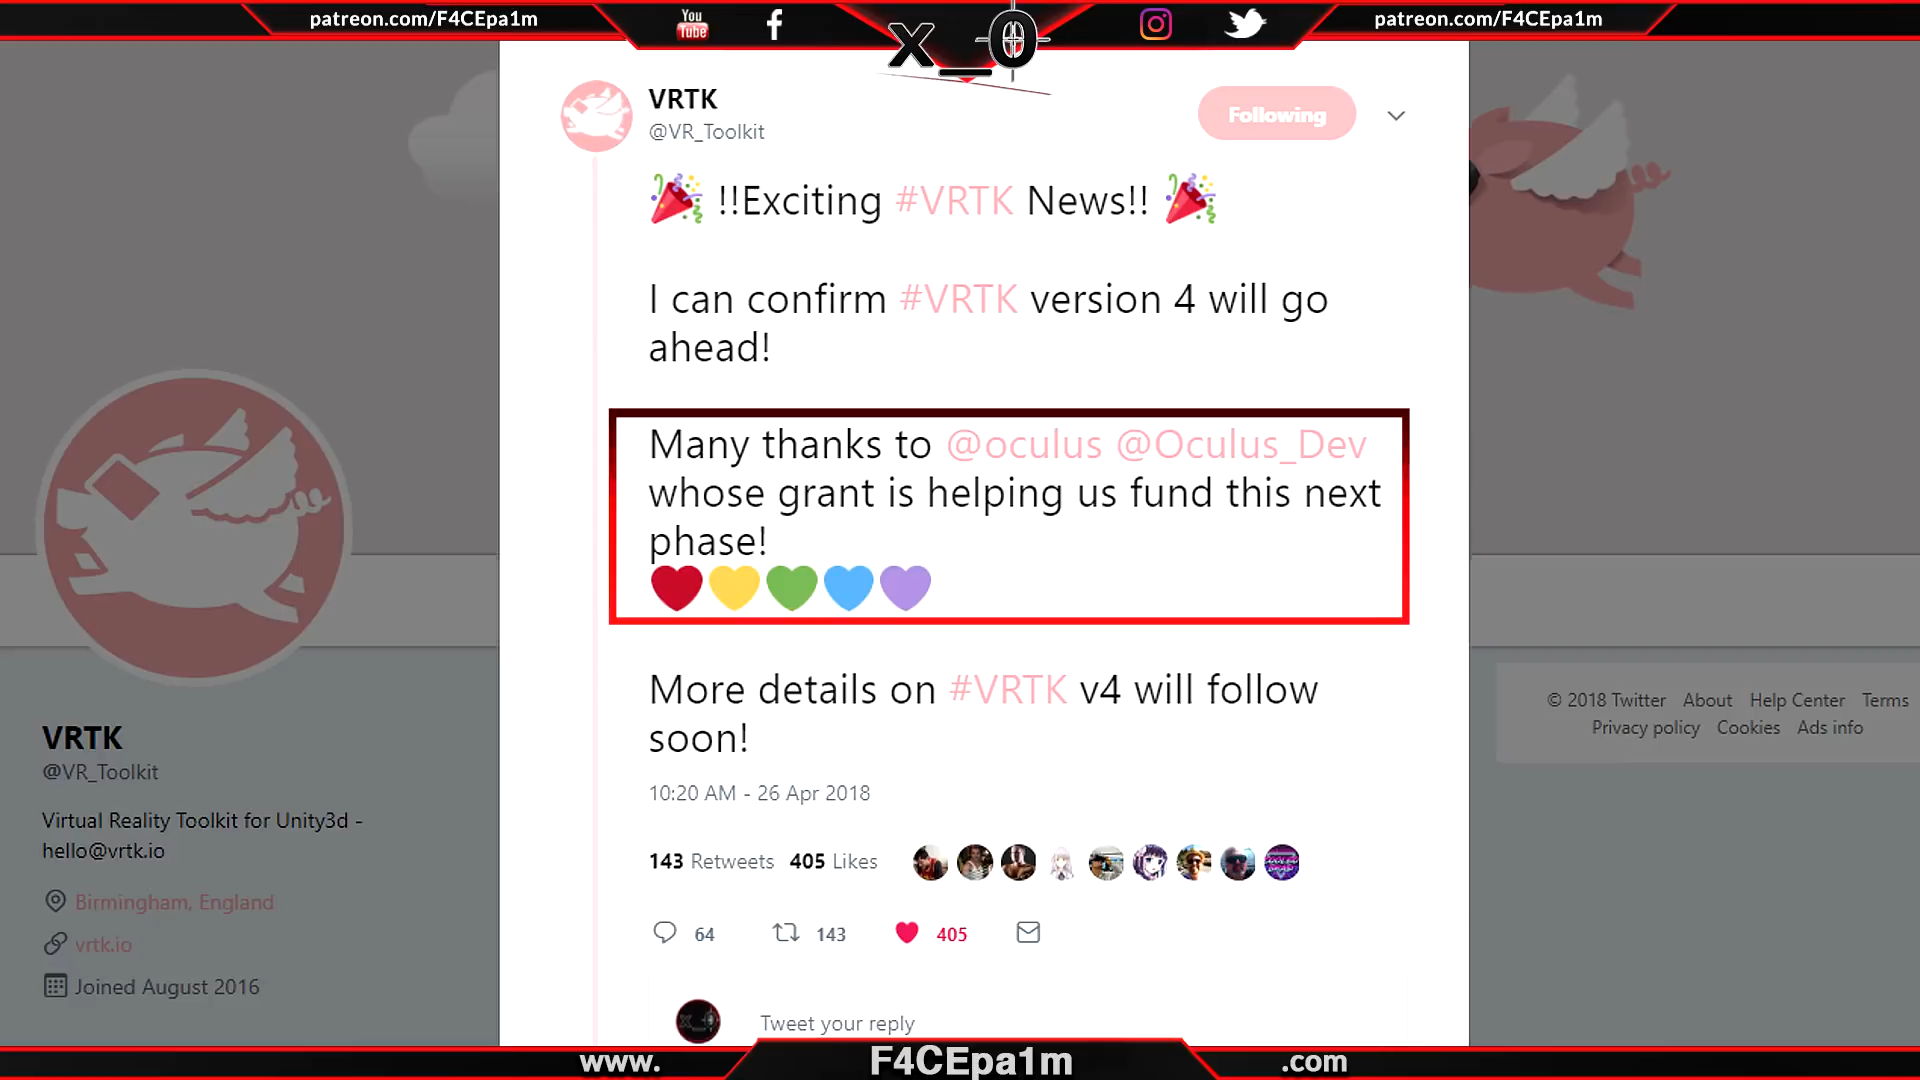 patreon.com/F4CEpa1m
You
Tube
X_0
patreon.com/F4CEpa1m
VRTK
@VR_Toolkit
Following
!!Exciting #VRTK News!!
I can confirm #VRTK version 4 will go
ahead!
Many thanks to @oculus @Oculus_Dev
whose grant is helping us fund this next
phase!
More details on #VRTK v4 will follow
soon!
10:20 AM - 26 Apr 2018
143 Retweets 405 Likes
64 143 405
Tweet your reply
VRTK
@VR_Toolkit
Virtual Reality Toolkit for Unity3d -
hello@vrtk.io
Birmingham, England
vrtk.io
Joined August 2016
© 2018 Twitter About Help Center Terms
Privacy policy Cookies Ads info
www. F4CEpa1m .com